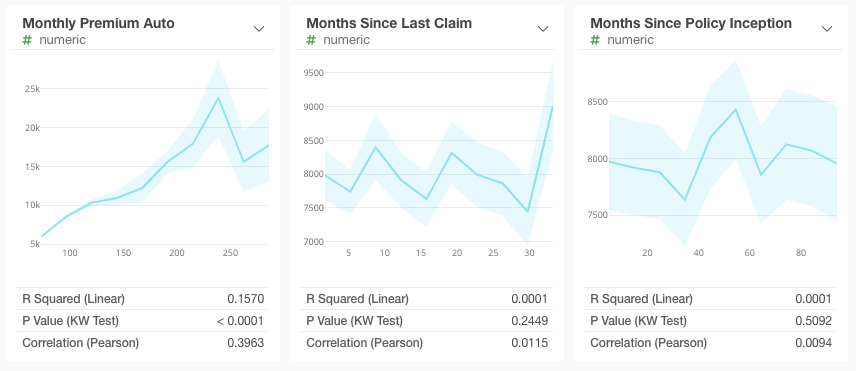 Monthly Premium Auto
# numeric
25k
20k
15k
10k
5k
100 150 200 250
R Squared (Linear) 0.1570
P Value (KW Test) < 0.0001
Correlation (Pearson) 0.3963
Months Since Last Claim
# numeric
9500
9000
8500
8000
7500
7000
5 10 15 20 25 30
R Squared (Linear) 0.0001
P Value (KW Test) 0.2449
Correlation (Pearson) 0.0115
Months Since Policy Inception
# numeric
8500
8000
7500
20 40 60 80
R Squared (Linear) 0.0001
P Value (KW Test) 0.5092
Correlation (Pearson) 0.0094